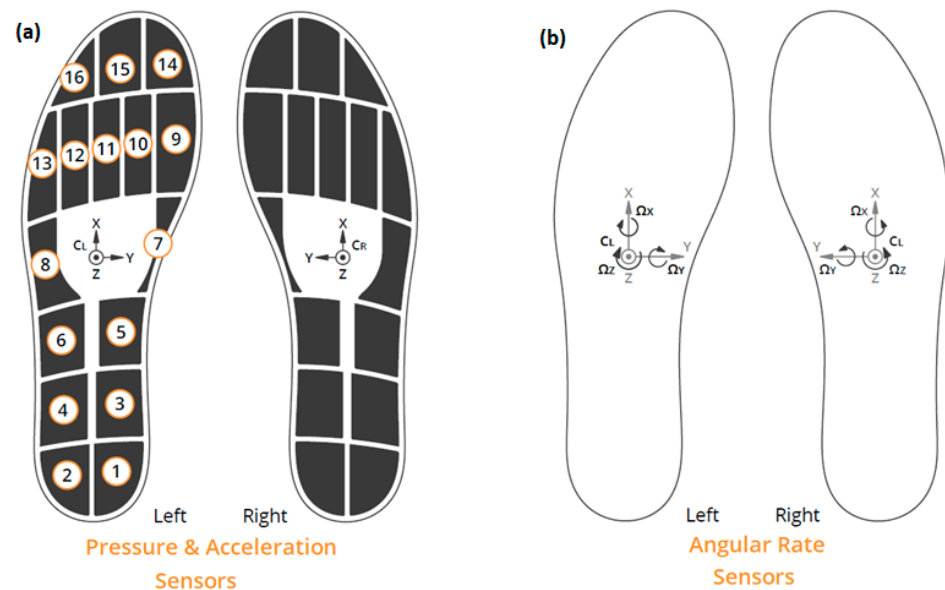 (a)
16 15 14
13 12 11 10 9
X
CL Y 7
Z
8
6 5
4 3
2 1
X
CR
Y
Z
Left Right
Pressure & Acceleration
Sensors
(b)
X
ΩX
CL Y
ΩZ ΩY
Z
X
ΩX
Y CL
ΩY ΩZ
Z
Left Right
Angular Rate
Sensors